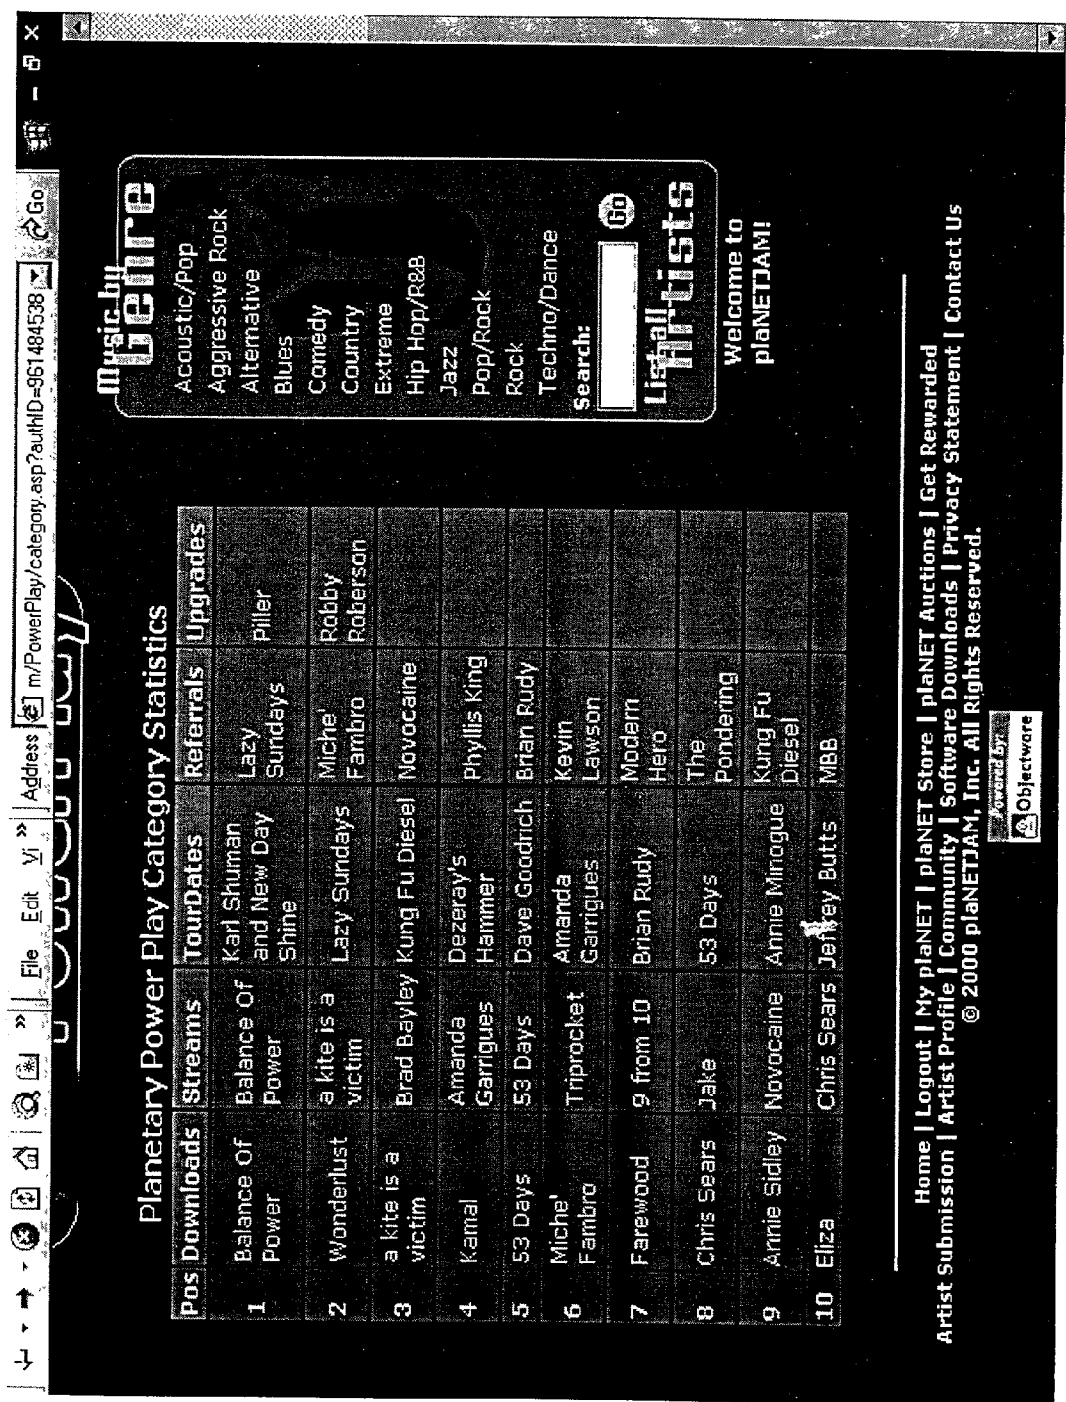 File Edit Vi » Address m/PowerPlay/category.asp?authID=961484538 Go
Planetary Power Play Category Statistics
Pos Downloads Streams TourDates Referrals Upgrades
1 Balance Of Power Balance Of Power Karl Shuman and New Day Shine Lazy Sundays Piller
2 Wonderlust a kite is a victim Lazy Sundays Miche' Fambro Robby Roberson
3 a kite is a victim Brad Bayley Kung Fu Diesel Novocaine
4 Kamal Amanda Garrigues Dezeray's Hammer Phyllis King
5 53 Days 53 Days Dave Goodrich Brian Rudy
6 Miche' Fambro Triprocket Amanda Garrigues Kevin Lawson
7 Farewood 9 from 10 Brian Rudy Modern Hero
8 Chris Sears Jake 53 Days The Pondering
9 Annie Sidley Novocaine Annie Minogue Kung Fu Diesel
10 Eliza Chris Sears Jeffrey Butts MBB
Music by
Genre
Acoustic/Pop
Aggressive Rock
Alternative
Blues
Comedy
Country
Extreme
Hip Hop/R&B
Jazz
Pop/Rock
Rock
Techno/Dance
Search:
Go
List all
Artists
Welcome to
plaNETJAM!
Home | Logout | My plaNET | plaNET Store | plaNET Auctions | Get Rewarded
Artist Submission | Artist Profile | Community | Software Downloads | Privacy Statement | Contact Us
© 2000 plaNETJAM, Inc. All Rights Reserved.
Powered by:
Objectware